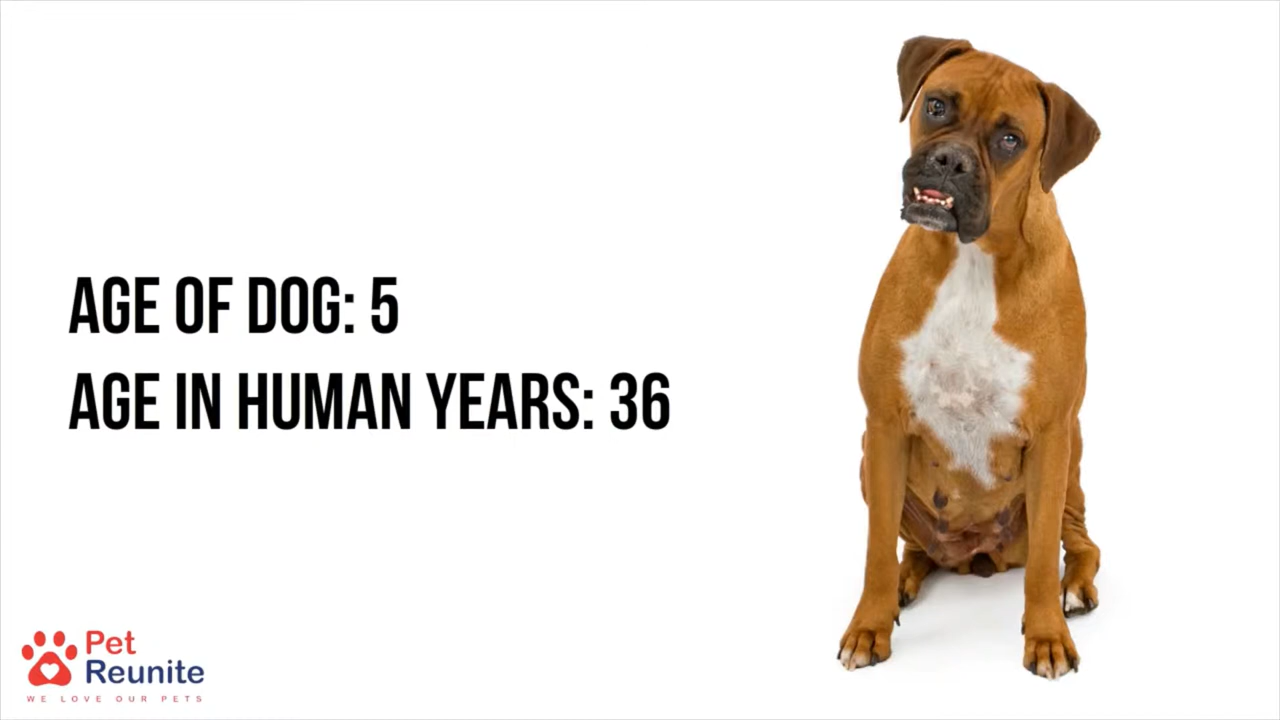 AGE OF DOG: 5
AGE IN HUMAN YEARS: 36
Pet
Reunite
WE LOVE OUR PETS